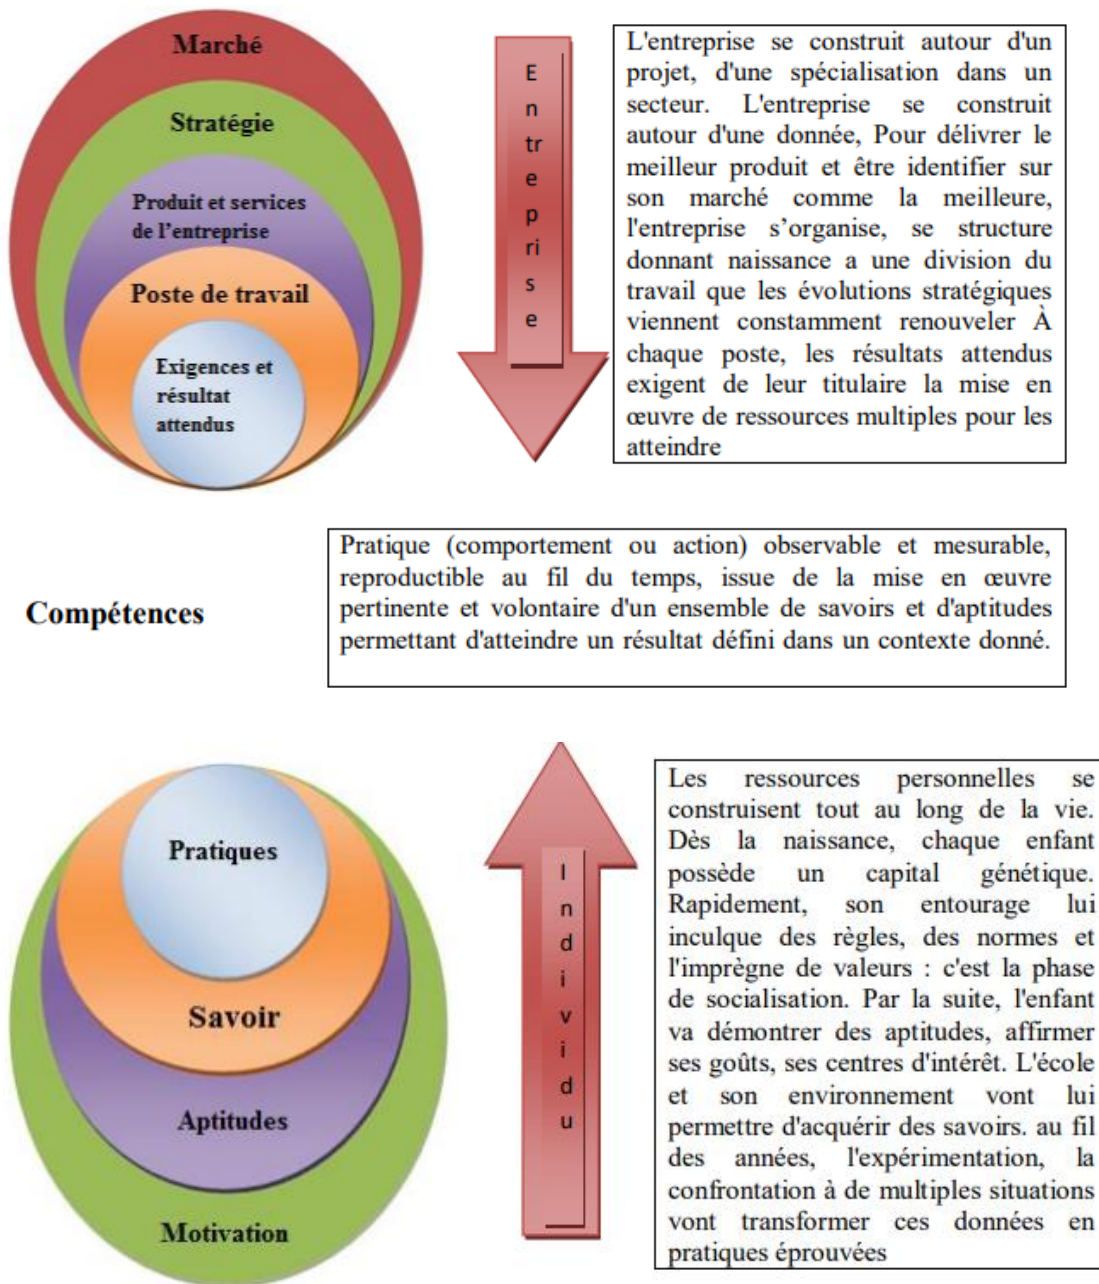 Marché
Stratégie
Produit et services
de l'entreprise
Poste de travail
Exigences et
résultat
attendus
E
n
tr
e
p
ri
s
e
L'entreprise se construit autour d'un
projet, d'une spécialisation dans un
secteur. L'entreprise se construit
autour d'une donnée, Pour délivrer le
meilleur produit et être identifier sur
son marché comme la meilleure,
l'entreprise s'organise, se structure
donnant naissance a une division du
travail que les évolutions stratégiques
viennent constamment renouveler À
chaque poste, les résultats attendus
exigent de leur titulaire la mise en
œuvre de ressources multiples pour les
atteindre
Compétences
Pratique (comportement ou action) observable et mesurable,
reproductible au fil du temps, issue de la mise en œuvre
pertinente et volontaire d'un ensemble de savoirs et d'aptitudes
permettant d'atteindre un résultat défini dans un contexte donné.
Pratiques
Savoir
Aptitudes
Motivation
I
n
d
i
v
i
d
u
Les ressources personnelles se
construisent tout au long de la vie.
Dès la naissance, chaque enfant
possède un capital génétique.
Rapidement, son entourage lui
inculque des règles, des normes et
l'imprègne de valeurs : c'est la phase
de socialisation. Par la suite, l'enfant
va démontrer des aptitudes, affirmer
ses goûts, ses centres d'intérêt. L'école
et son environnement vont lui
permettre d'acquérir des savoirs. au fil
des années, l'expérimentation, la
confrontation à de multiples situations
vont transformer ces données en
pratiques éprouvées